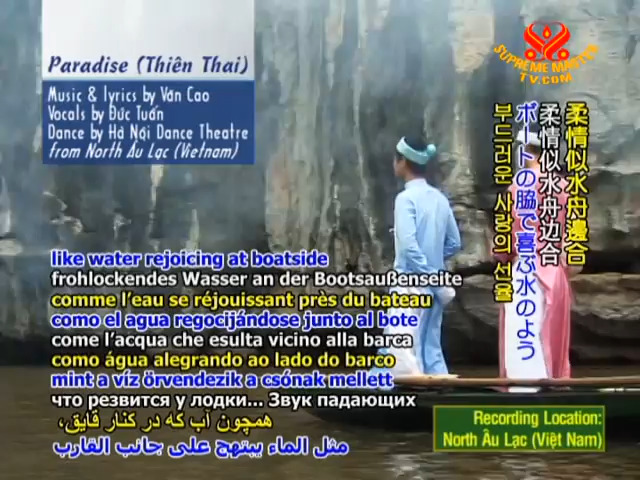 Paradise (Thiên Thai)
Music & lyrics by Văn Cao
Vocals by Đức Tuấn
Dance by Hà Nội Dance Theatre
from North Âu Lạc (Vietnam)
SUPREME MASTER
TV.COM
柔情似水舟邊合
柔情似水舟边合
ボートの脇で喜ぶ水のよう
부드러운 사랑의 선율
like water rejoicing at boatside
frohlockendes Wasser an der Bootsaußenseite
comme l'eau se réjouissant près du bateau
como el agua regocijándose junto al bote
come l'acqua che esulta vicino alla barca
como água alegrando ao lado do barco
mint a víz örvendezik a csónak mellett
что резвится у лодки... Звук падающих
همچون آب که در کنار قایق،
مثل الماء يبتهج على جانب القارب
Recording Location:
North Âu Lạc (Việt Nam)